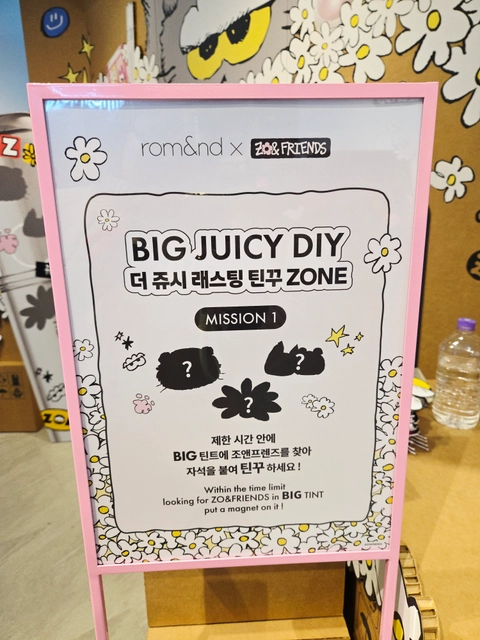 rom&nd x ZO&FRIENDS
BIG JUICY DIY
더 쥬시 래스팅 틴꾸 ZONE
MISSION 1
?
?
?
제한 시간 안에
BIG 틴트에 조앤프렌즈를 찾아
자석을 붙여 틴꾸 하세요!
Within the time limit
looking for ZO&FRIENDS in BIG TINT
put a magnet on it !
Z